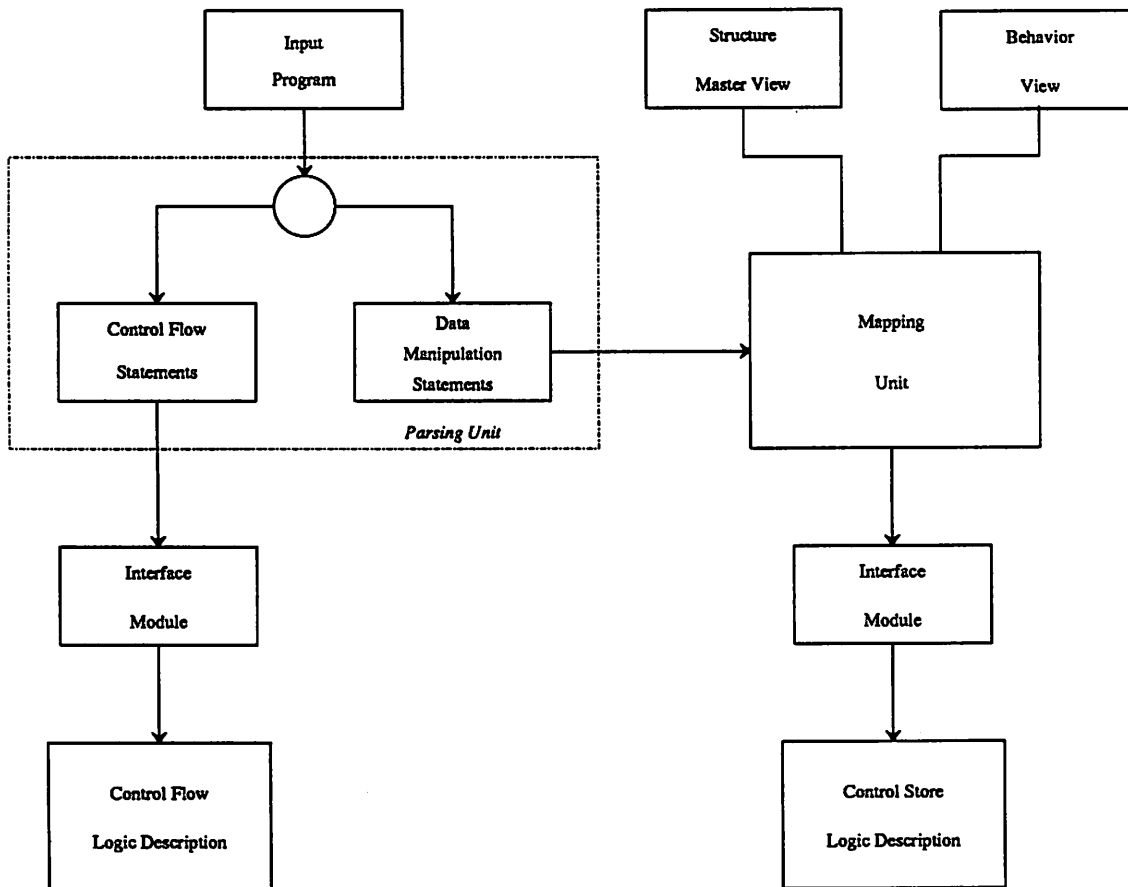 Input
Program
Structure
Master View
Behavior
View
Control Flow
Statements
Data
Manipulation
Statements
Parsing Unit
Mapping
Unit
Interface
Module
Interface
Module
Control Flow
Logic Description
Control Store
Logic Description